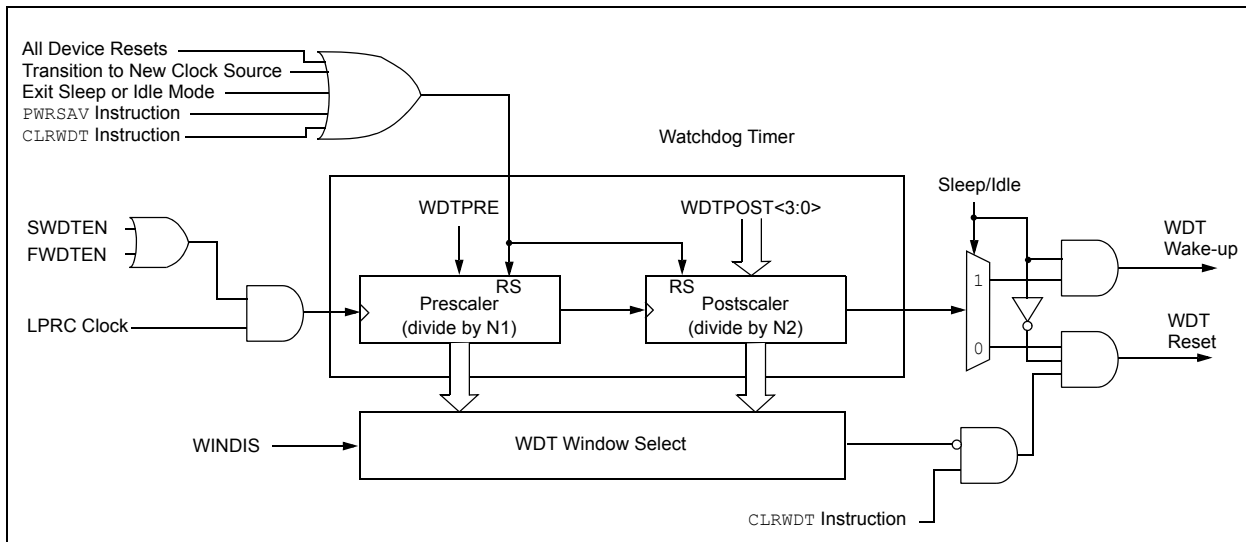 All Device Resets
Transition to New Clock Source
Exit Sleep or Idle Mode
PWRSAV Instruction
CLRWDT Instruction
Watchdog Timer
Sleep/Idle
WDTPRE
WDTPOST<3:0>
SWDTEN
FWDTEN
WDT
Wake-up
RS
RS
1
Prescaler
(divide by N1)
Postscaler
(divide by N2)
LPRC Clock
WDT
Reset
0
WINDIS
WDT Window Select
CLRWDT Instruction